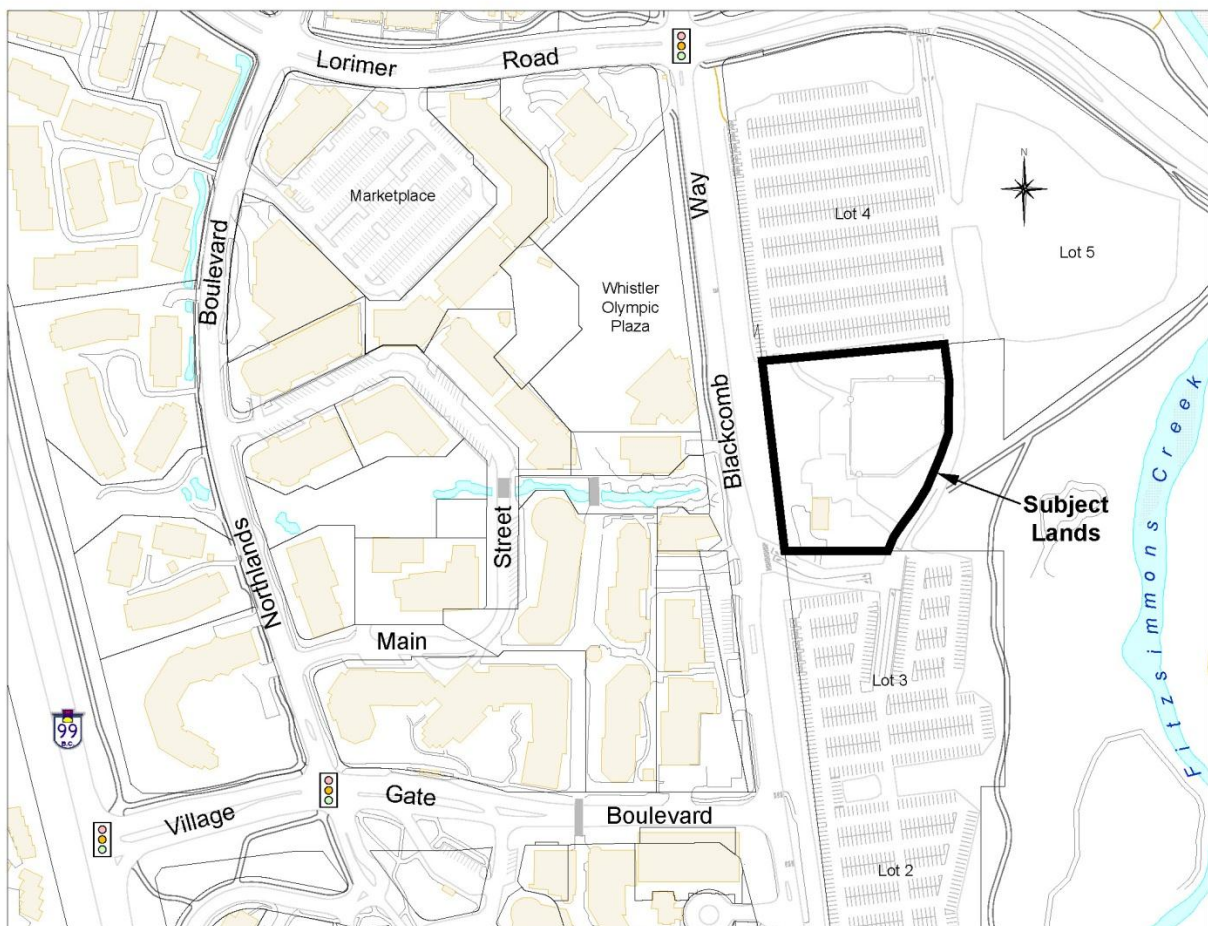 Lorimer Road
N
Marketplace
Lot 4
Way
Lot 5
Boulevard
Whistler
Olympic
Plaza
Blackcomb
Subject
Lands
Street
Northlands
Fitzsimmons Creek
Main
Lot 3
99
B.C.
Village Gate Boulevard
Lot 2